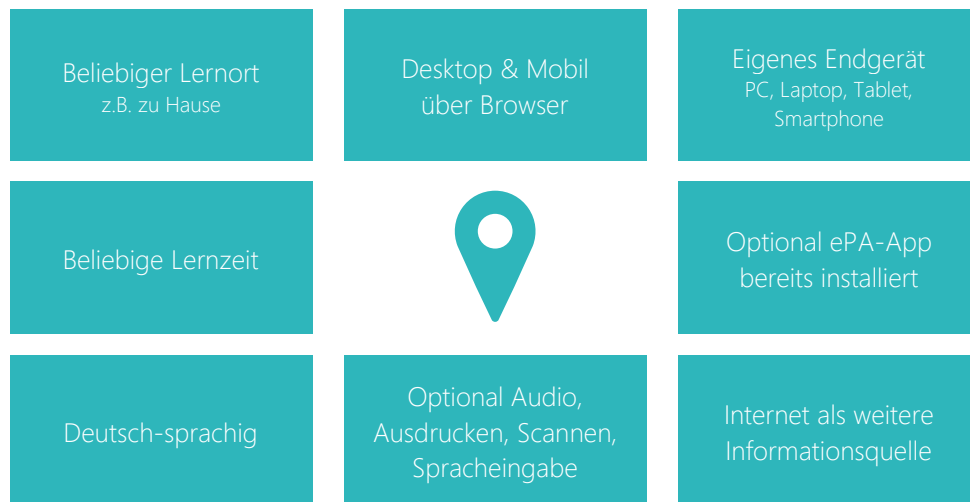 Beliebiger Lernort
z.B. zu Hause
Desktop & Mobil
über Browser
Eigenes Endgerät
PC, Laptop, Tablet,
Smartphone
Beliebige Lernzeit
Optional ePA-App
bereits installiert
Deutsch-sprachig
Optional Audio,
Ausdrucken, Scannen,
Spracheingabe
Internet als weitere
Informationsquelle